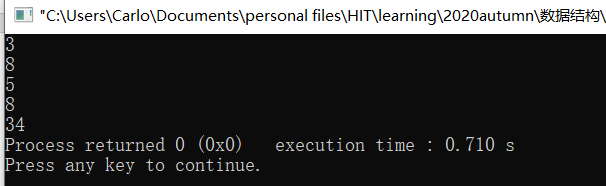 "C:\Users\Carlo\Documents\personal files\HIT\learning\2020autumn\数据结构\
3
8
5
8
34
Process returned 0 (0x0)   execution time : 0.710 s
Press any key to continue.